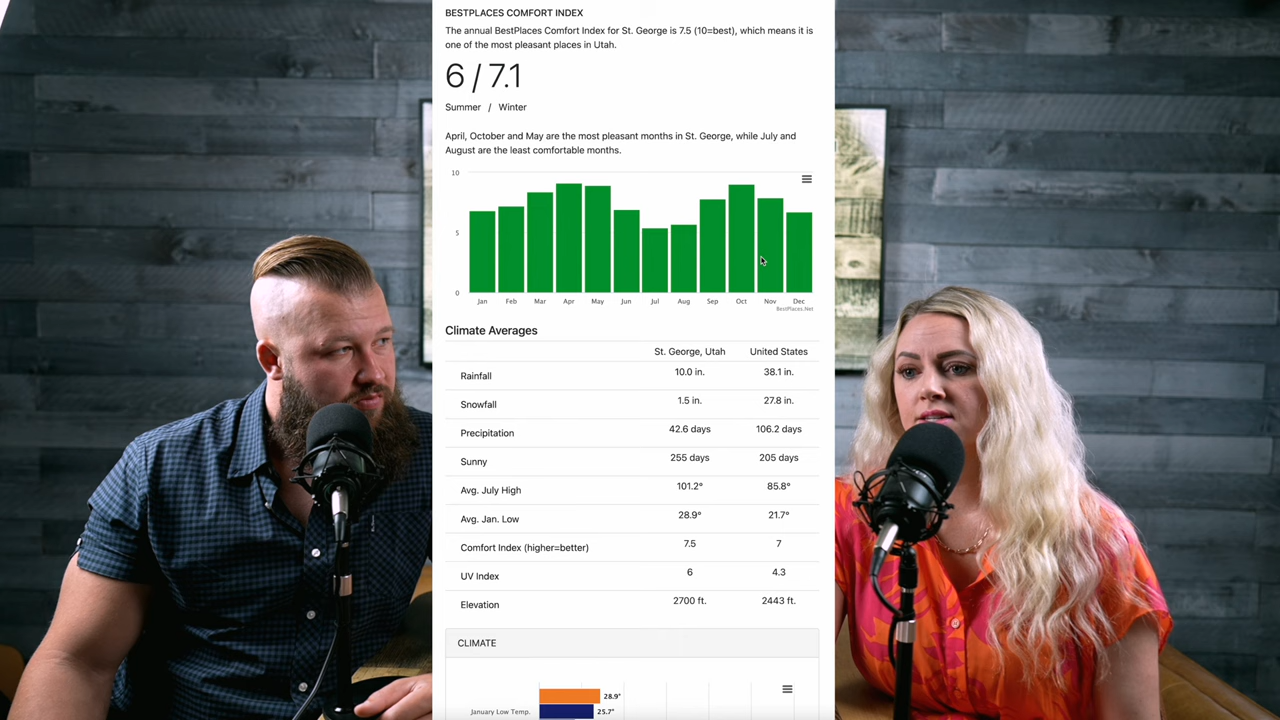 BESTPLACES COMFORT INDEX
The annual BestPlaces Comfort Index for St. George is 7.5 (10=best), which means it is
one of the most pleasant places in Utah.
6 / 7.1
Summer / Winter
April, October and May are the most pleasant months in St. George, while July and
August are the least comfortable months.
10
5
0
Jan Feb Mar Apr May Jun Jul Aug Sep Oct Nov Dec
BestPlaces.Net
Climate Averages
St. George, Utah United States
Rainfall 10.0 in. 38.1 in.
Snowfall 1.5 in. 27.8 in.
Precipitation 42.6 days 106.2 days
Sunny 255 days 205 days
Avg. July High 101.2° 85.8°
Avg. Jan. Low 28.9° 21.7°
Comfort Index (higher=better) 7.5 7
UV Index 6 4.3
Elevation 2700 ft. 2443 ft.
CLIMATE
28.9°
January Low Temp. 25.7°